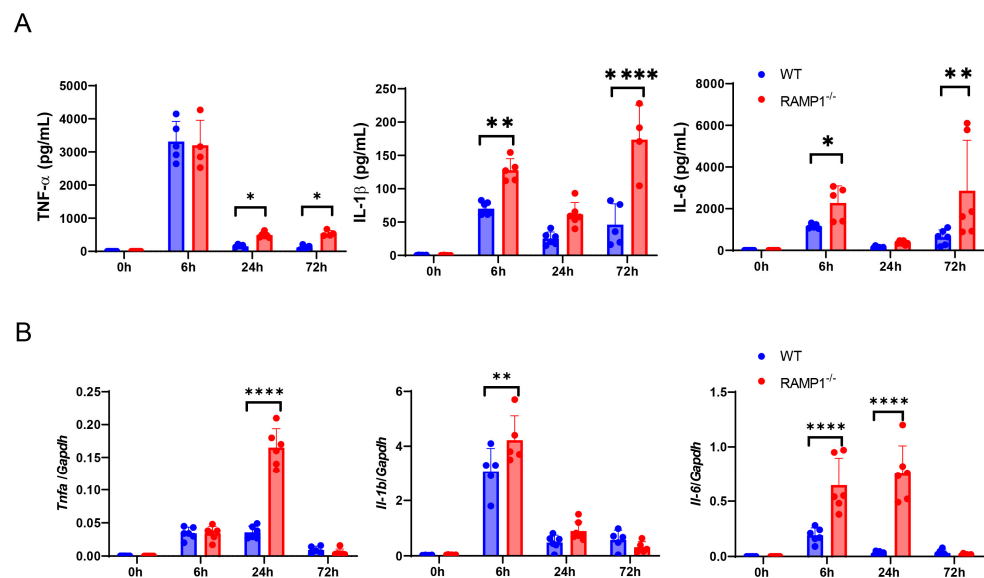 A
TNF-α (pg/mL)
5000
4000
3000
2000
1000
0
0h 6h 24h 72h
* *
IL-1β (pg/mL)
250
200
150
100
50
0
0h 6h 24h 72h
** ****
IL-6 (pg/mL)
8000
6000
4000
2000
0
0h 6h 24h 72h
* **
WT
RAMP1-/-
B
Tnfa /Gapdh
0.25
0.20
0.15
0.10
0.05
0.00
0h 6h 24h 72h
****
Il-1b/Gapdh
6
4
2
0
0h 6h 24h 72h
**
Il-6/Gapdh
1.5
1.0
0.5
0.0
0h 6h 24h 72h
**** ****
WT
RAMP1-/-